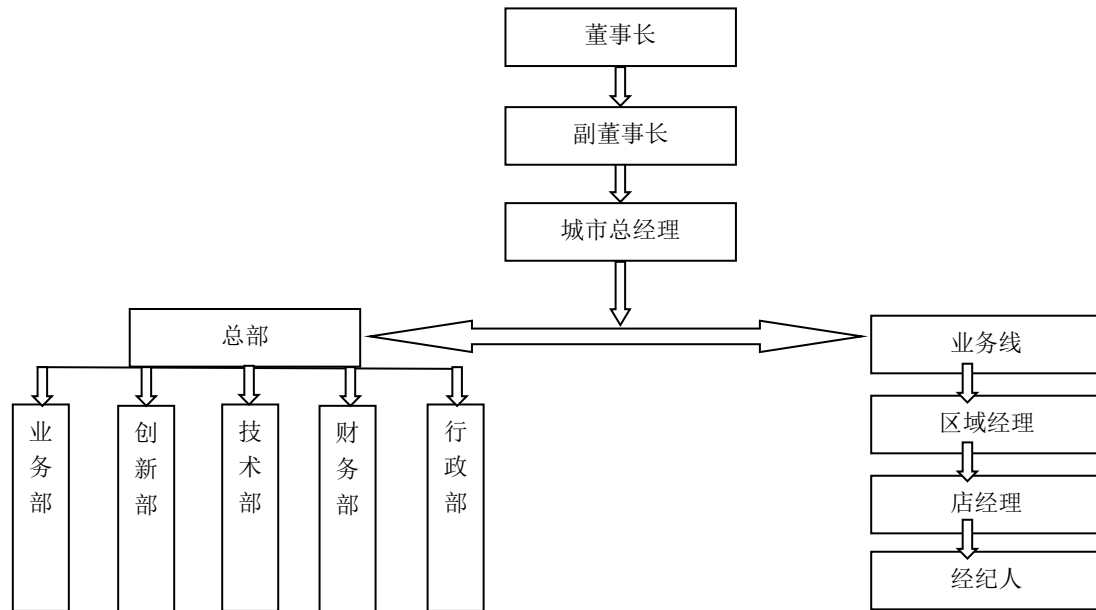 董事长
副董事长
城市总经理
总部
业务线
业务部
创新部
技术部
财务部
行政部
区域经理
店经理
经纪人